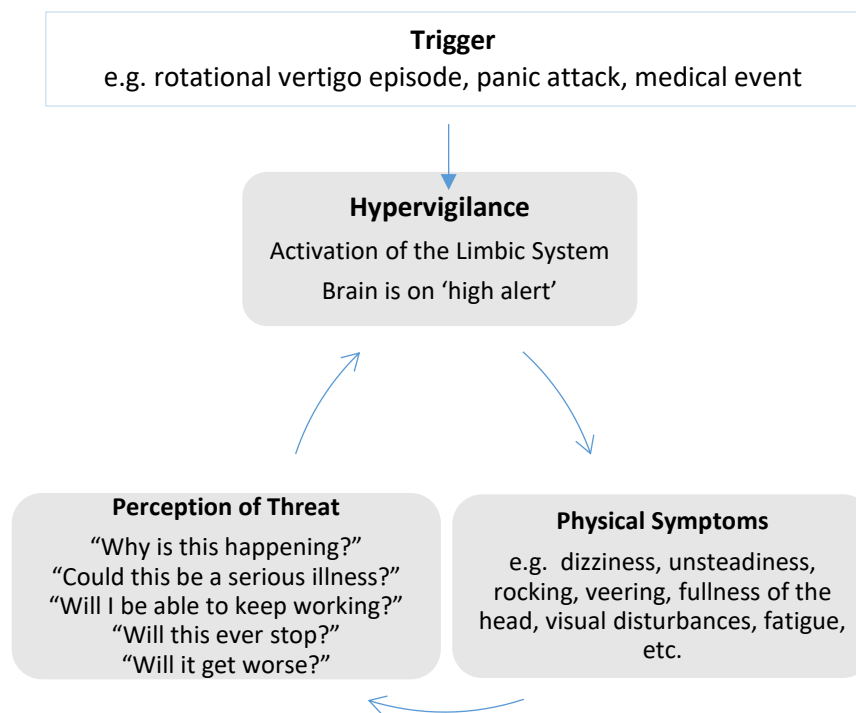 Trigger
e.g. rotational vertigo episode, panic attack, medical event
Hypervigilance
Activation of the Limbic System
Brain is on ‘high alert’
Perception of Threat
“Why is this happening?”
“Could this be a serious illness?”
“Will I be able to keep working?”
“Will this ever stop?”
“Will it get worse?”
Physical Symptoms
e.g. dizziness, unsteadiness,
rocking, veering, fullness of the
head, visual disturbances, fatigue,
etc.